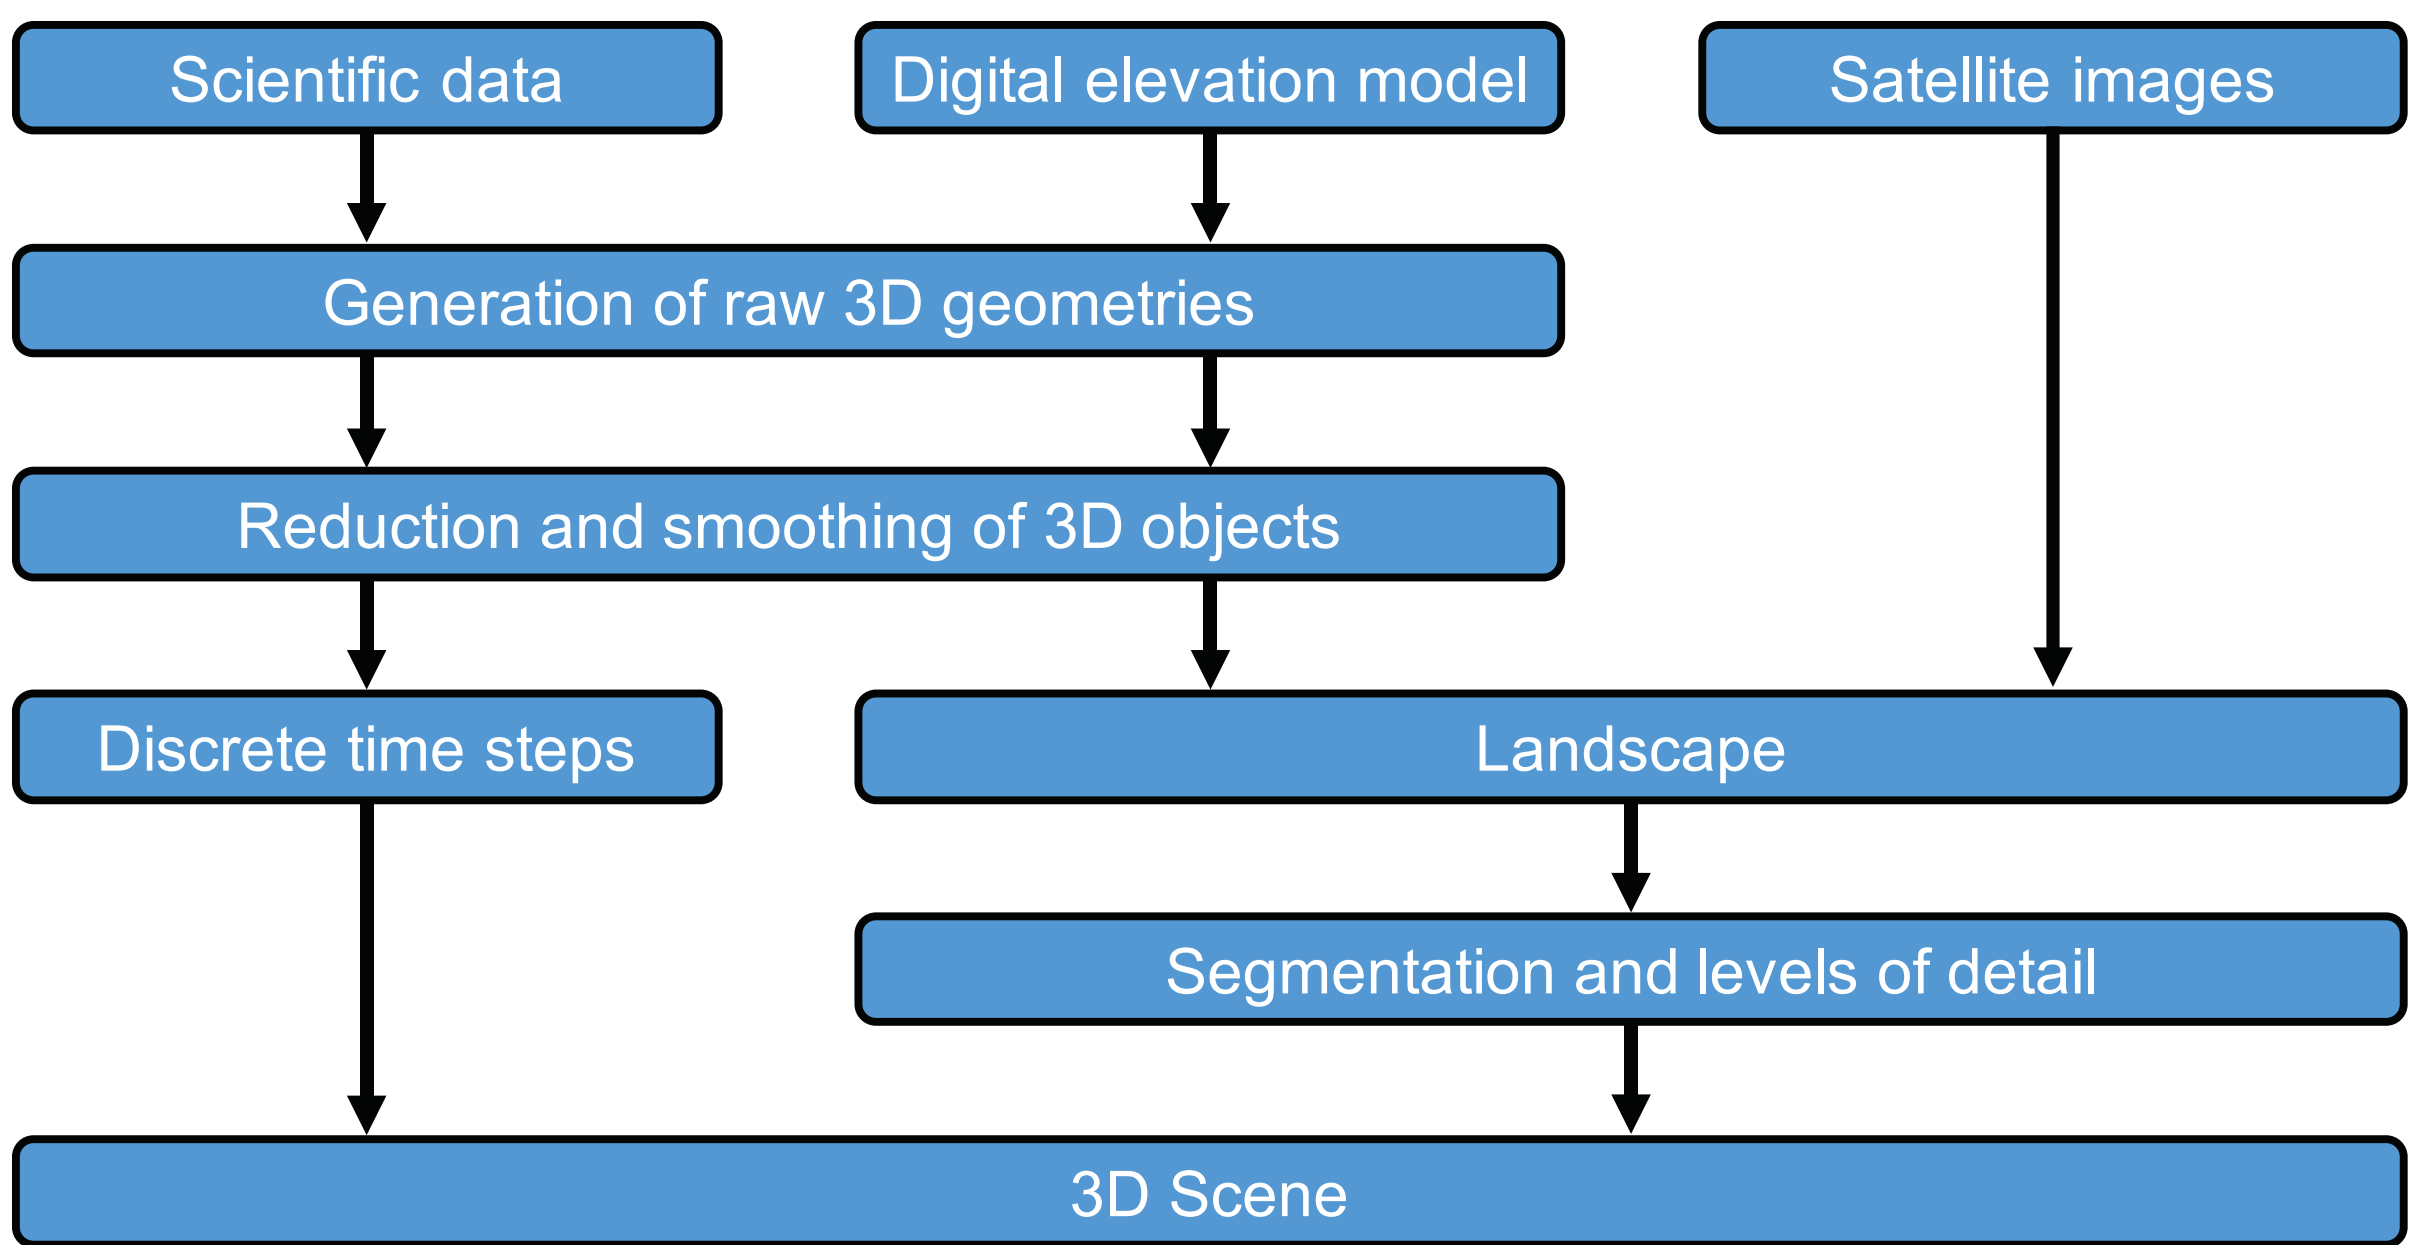 Scientific data
Digital elevation model
Satellite images
Generation of raw 3D geometries
Reduction and smoothing of 3D objects
Discrete time steps
Landscape
Segmentation and levels of detail
3D Scene